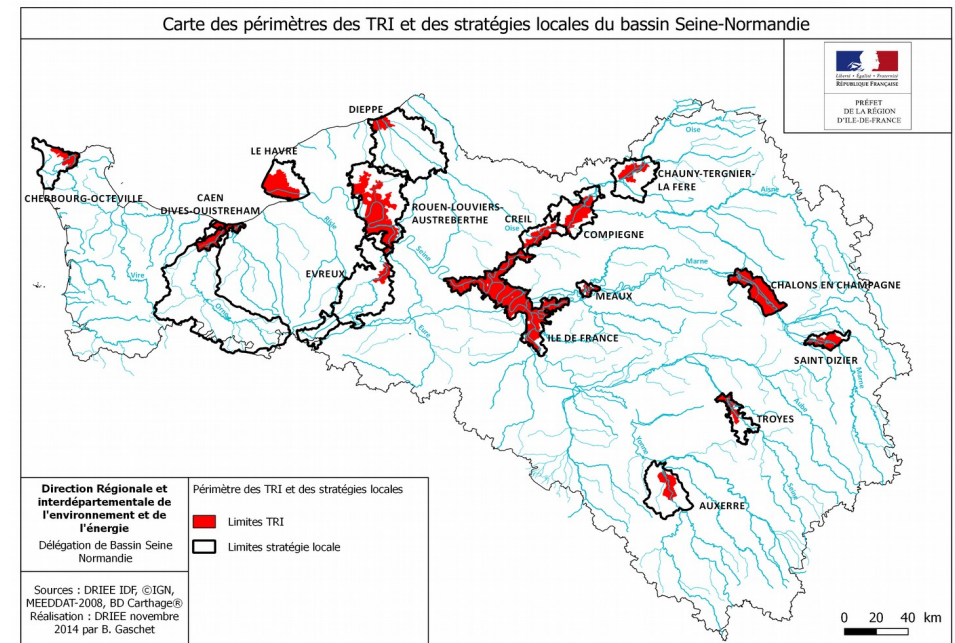 Carte des périmètres des TRI et des stratégies locales du bassin Seine-Normandie
Liberté • Égalité • Fraternité
RÉPUBLIQUE FRANÇAISE
PRÉFET
DE LA RÉGION
D'ILE-DE-FRANCE
DIEPPE
Oise
LE HAVRE
CHAUNY-TERGNIER-
LA FERE
Aisne
CHERBOURG-OCTEVILLE
CAEN
DIVES-OUISTREHAM
ROUEN-LOUVIERS-
AUSTREBERTHE
CREIL
Oise
COMPIEGNE
Risle
Seine
Marne
Vire
EVREUX
CHALONS EN CHAMPAGNE
MEAUX
Orne
Eure
ILE DE FRANCE
SAINT DIZIER
Marne
Aube
TROYES
Yonne
Seine
AUXERRE
Direction Régionale et
interdépartementale de
l'environnement et de
l'énergie
Délégation de Bassin Seine
Normandie
Périmètre des TRI et des stratégies locales
Limites TRI
Limites stratégie locale
Sources : DRIEE IDF, ©IGN,
MEEDDAT-2008, BD Carthage®
Réalisation : DRIEE novembre
2014 par B. Gaschet
0 20 40 km